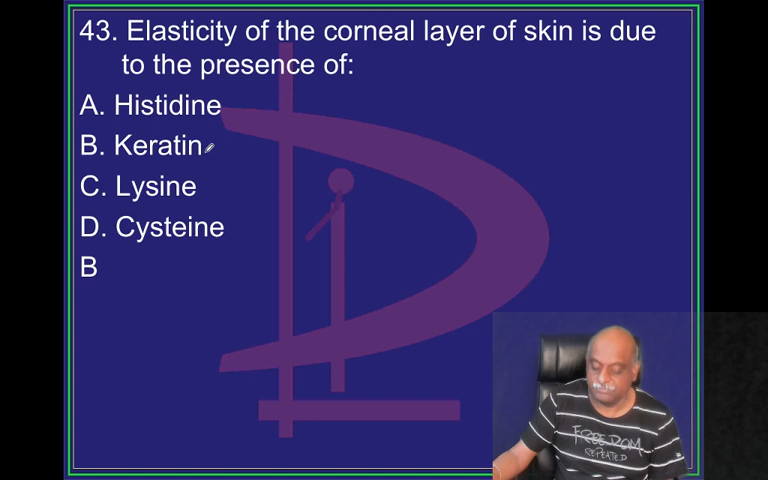 43. Elasticity of the corneal layer of skin is due
to the presence of:
A. Histidine
B. Keratin
C. Lysine
D. Cysteine
B
FREEDOM
REPEATED